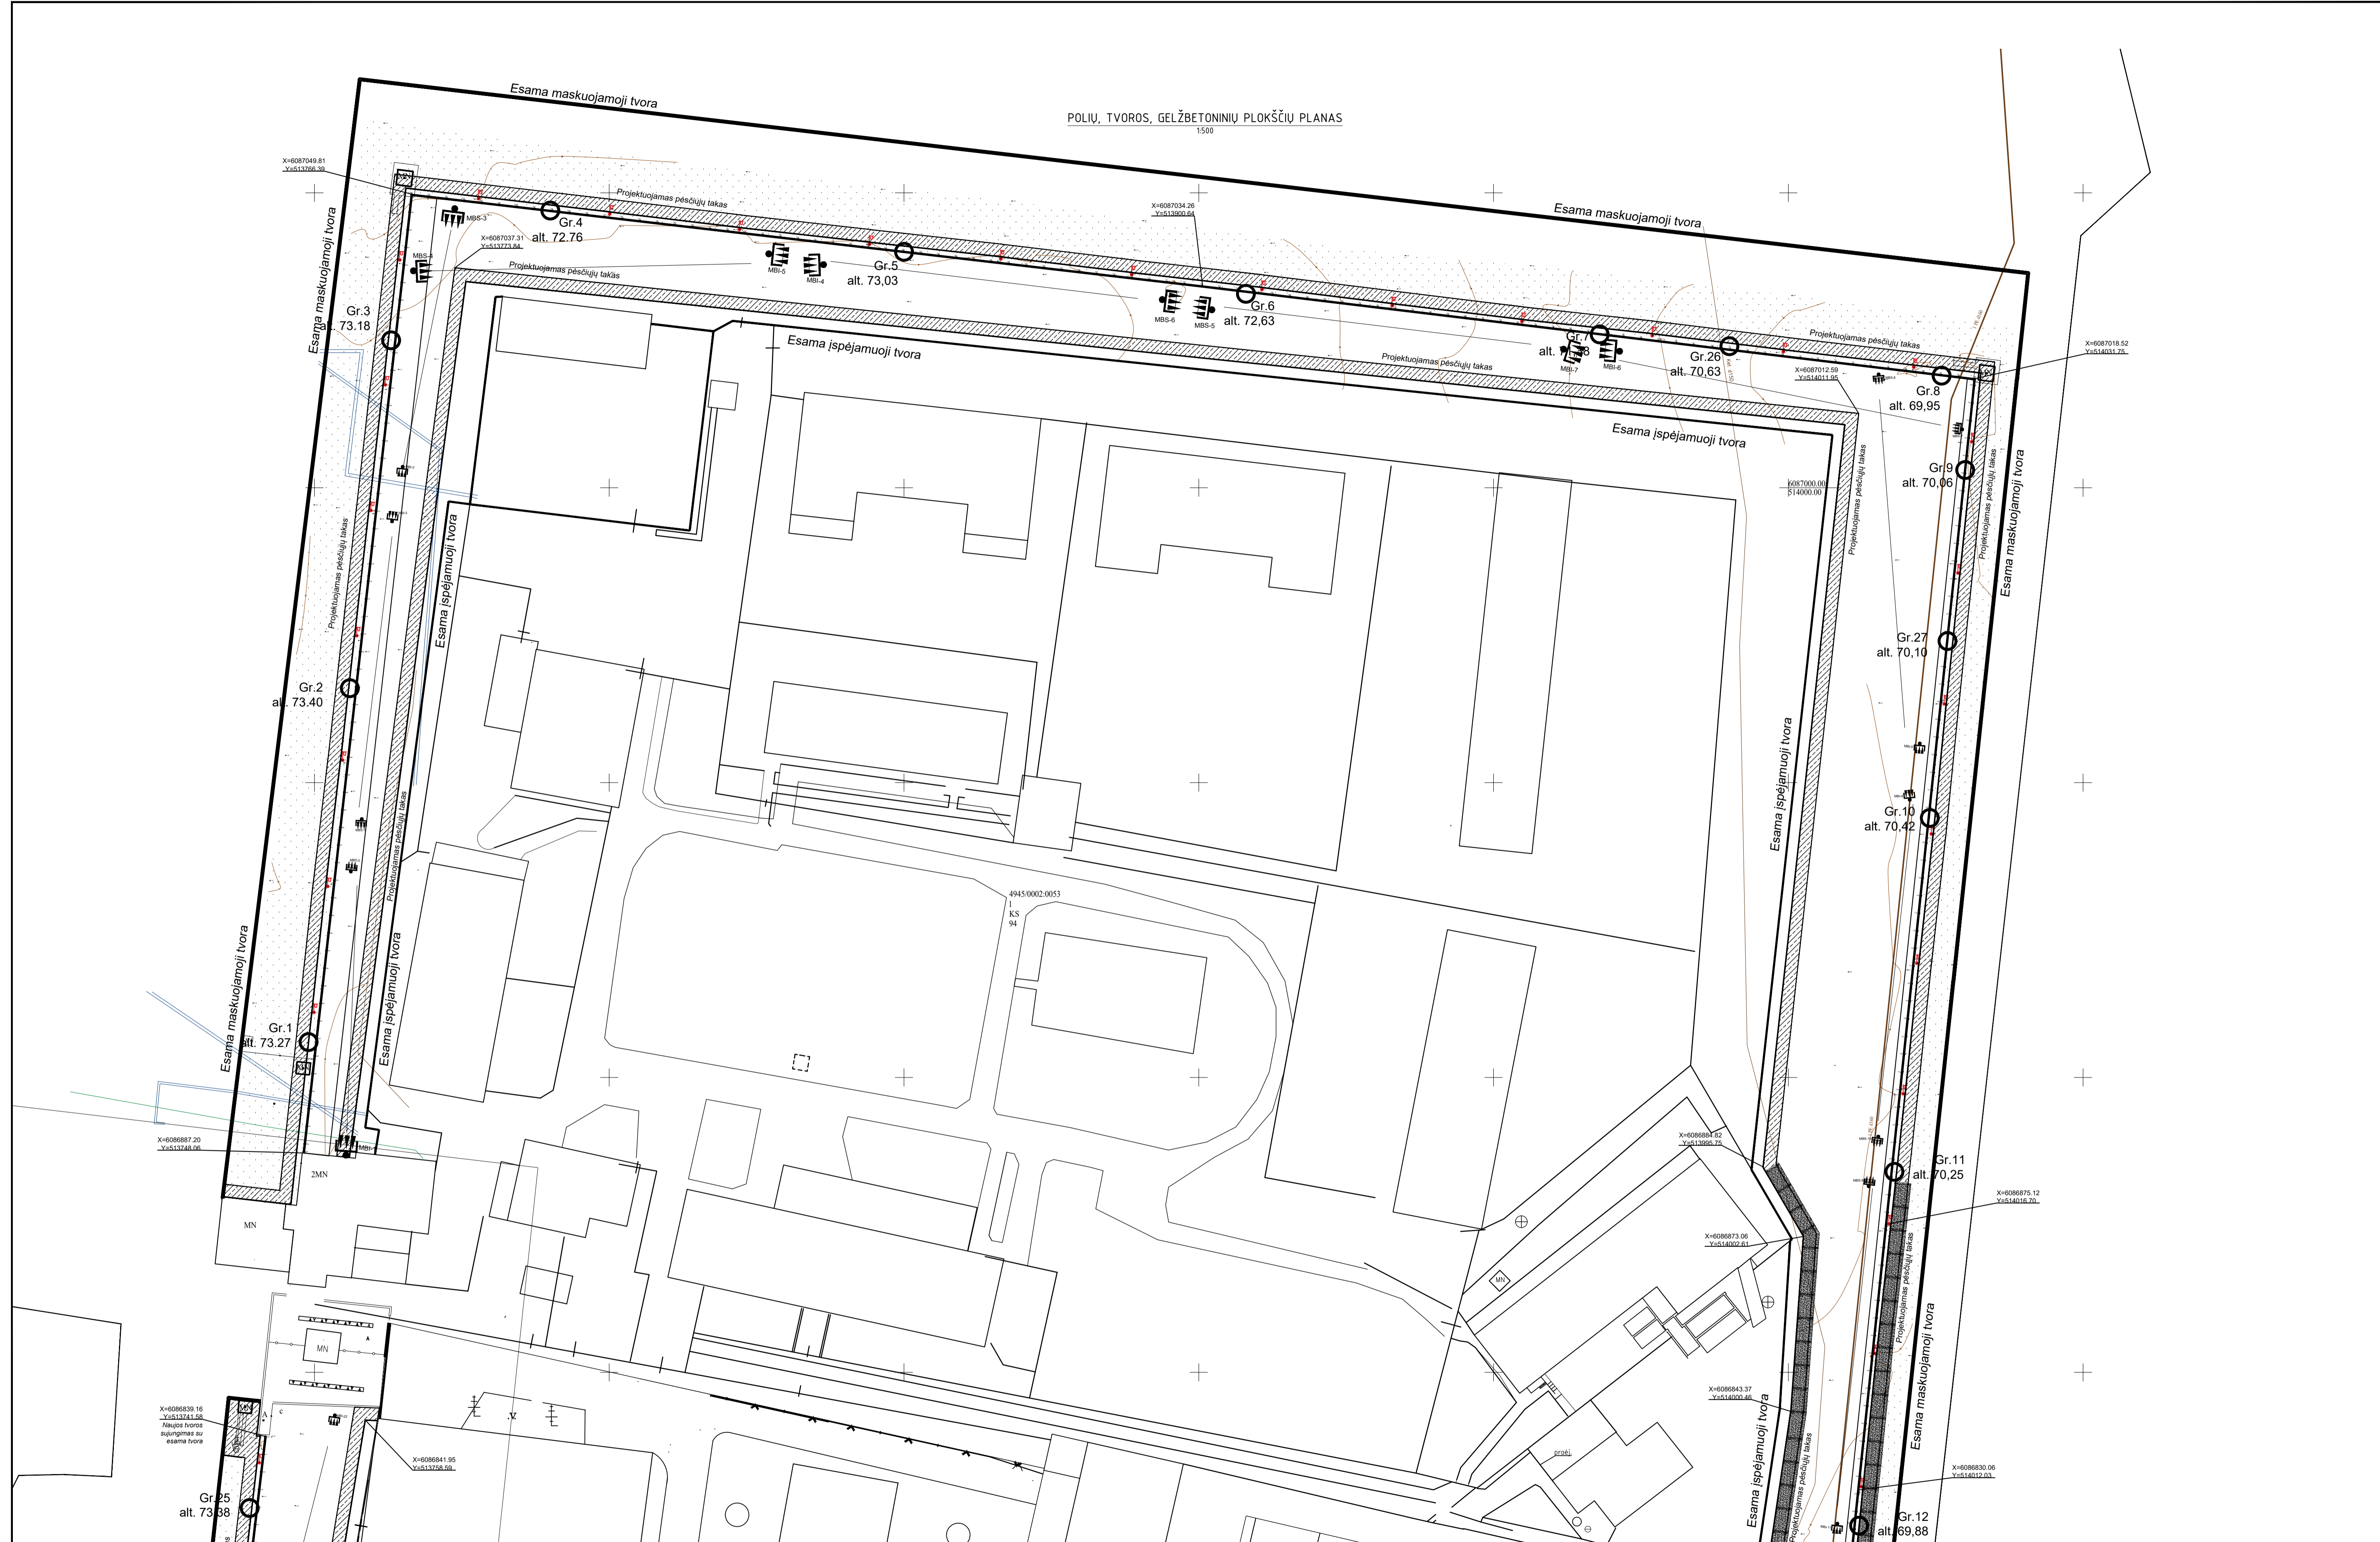 Esama maskuojamoji tvora
POLIŲ, TVOROS, GELŽBETONINIŲ PLOKŠČIŲ PLANAS
1:500
X=6087049.81
Y=513766.39
Projektuojamas pėsčiųjų takas
MBS-3
Gr.4
alt. 72.76
X=6087037.31
Y=513773.84
MBS-4
Projektuojamas pėsčiųjų takas
MBI-5
MBI-4
Gr.5
alt. 73,03
X=6087034.26
Y=513900.64
MBS-6
MBS-5
Gr.6
alt. 72,63
Esama maskuojamoji tvora
Esama maskuojamoji tvora
Gr.3
alt. 73.18
Esama įspėjamuoji tvora
Projektuojamas pėsčiųjų takas
Gr.7
MBI-7
MBI-6
Gr.26
alt. 70,63
Projektuojamas pėsčiųjų takas
X=6087018.52
Y=514031.75
X=6087012.59
Y=514011.95
Gr.8
alt. 69,95
Esama įspėjamuoji tvora
Gr.9
alt. 70,06
6087000.00
514000.00
Projektuojamas pėsčiųjų takas
Projektuojamas pėsčiųjų takas
Esama maskuojamoji tvora
Projektuojamas pėsčiųjų takas
Esama įspėjamuoji tvora
Gr.27
alt. 70,10
Gr.2
alt. 73.40
Esama įspėjamuoji tvora
Gr.10
alt. 70,42
Projektuojamas pėsčiųjų takas
4945/0002:0053
1
KS
94
Esama maskuojamoji tvora
Esama įspėjamuoji tvora
Gr.1
alt. 73.27
X=6086887.20
Y=513748.06
2MN
MN
X=6086884.82
Y=513995.75
Gr.11
alt. 70,25
X=6086875.12
Y=514016.70
X=6086873.06
Y=514002.61
MN
Projektuojamas pėsčiųjų takas
Esama maskuojamoji tvora
MN
A
X=6086843.37
Y=514000.46
X=6086839.16
Y=513741.58
Naujos tvoros
sujungimas su
esama tvora
MN
A
c
.V.
X=6086841.95
Y=513758.59
Esama įspėjamuoji tvora
Projektuojamas pėsčiųjų takas
X=6086830.06
Y=514012.03
Gr.25
alt. 73,38
Gr.12
alt. 69,88